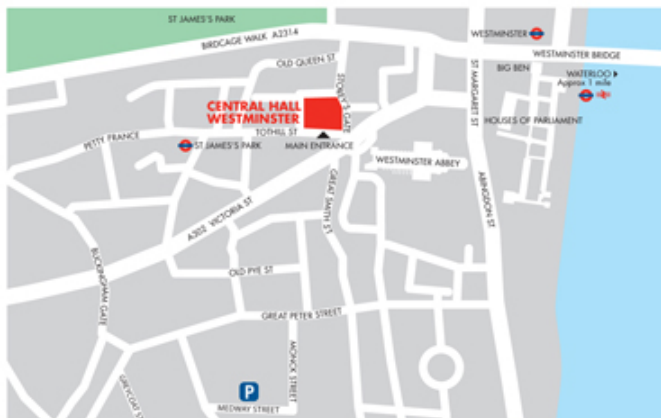 ST JAMES'S PARK
BIRDCAGE WALK A2314
WESTMINSTER
WESTMINSTER BRIDGE
OLD QUEEN ST
BIG BEN
WATERLOO
Approx 1 mile
STOREY'S GATE
ST MARGARET ST
CENTRAL HALL
WESTMINSTER
HOUSES OF PARLIAMENT
PETTY FRANCE
TOTHILL ST
ST JAMES'S PARK
MAIN ENTRANCE
WESTMINSTER ABBEY
GREAT SMITH ST
ABINGDON ST
A302 VICTORIA ST
BUCKINGHAM GATE
OLD PYE ST
GREAT PETER STREET
MONCK STREET
GREYCOAT ST
P
MEDWAY STREET